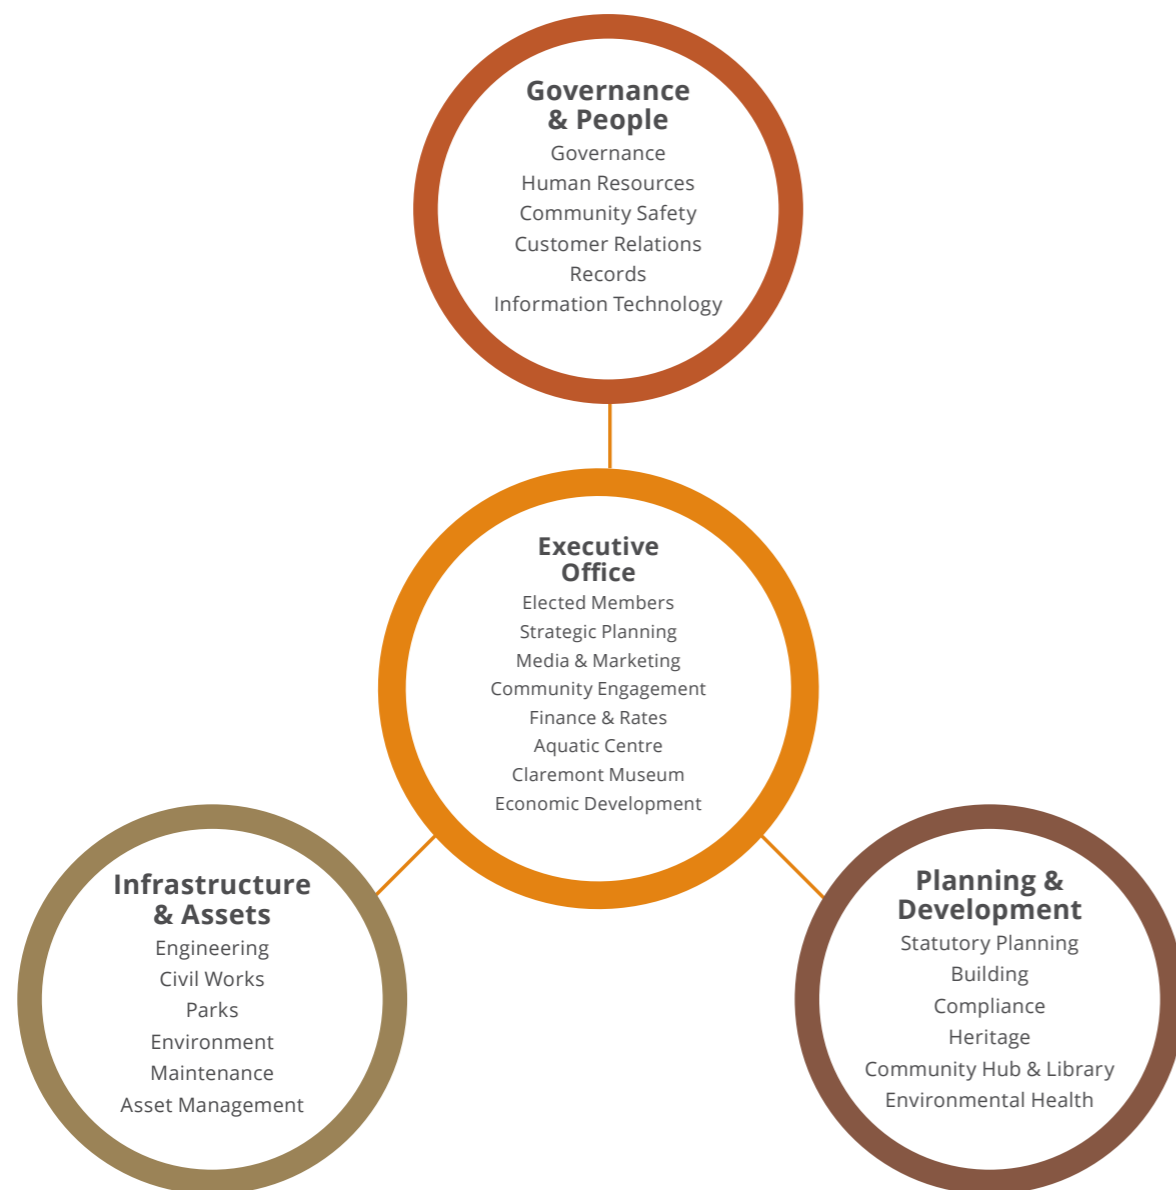 Governance
& People
Governance
Human Resources
Community Safety
Customer Relations
Records
Information Technology
Executive
Office
Elected Members
Strategic Planning
Media & Marketing
Community Engagement
Finance & Rates
Aquatic Centre
Claremont Museum
Economic Development
Infrastructure
& Assets
Engineering
Civil Works
Parks
Environment
Maintenance
Asset Management
Planning &
Development
Statutory Planning
Building
Compliance
Heritage
Community Hub & Library
Environmental Health